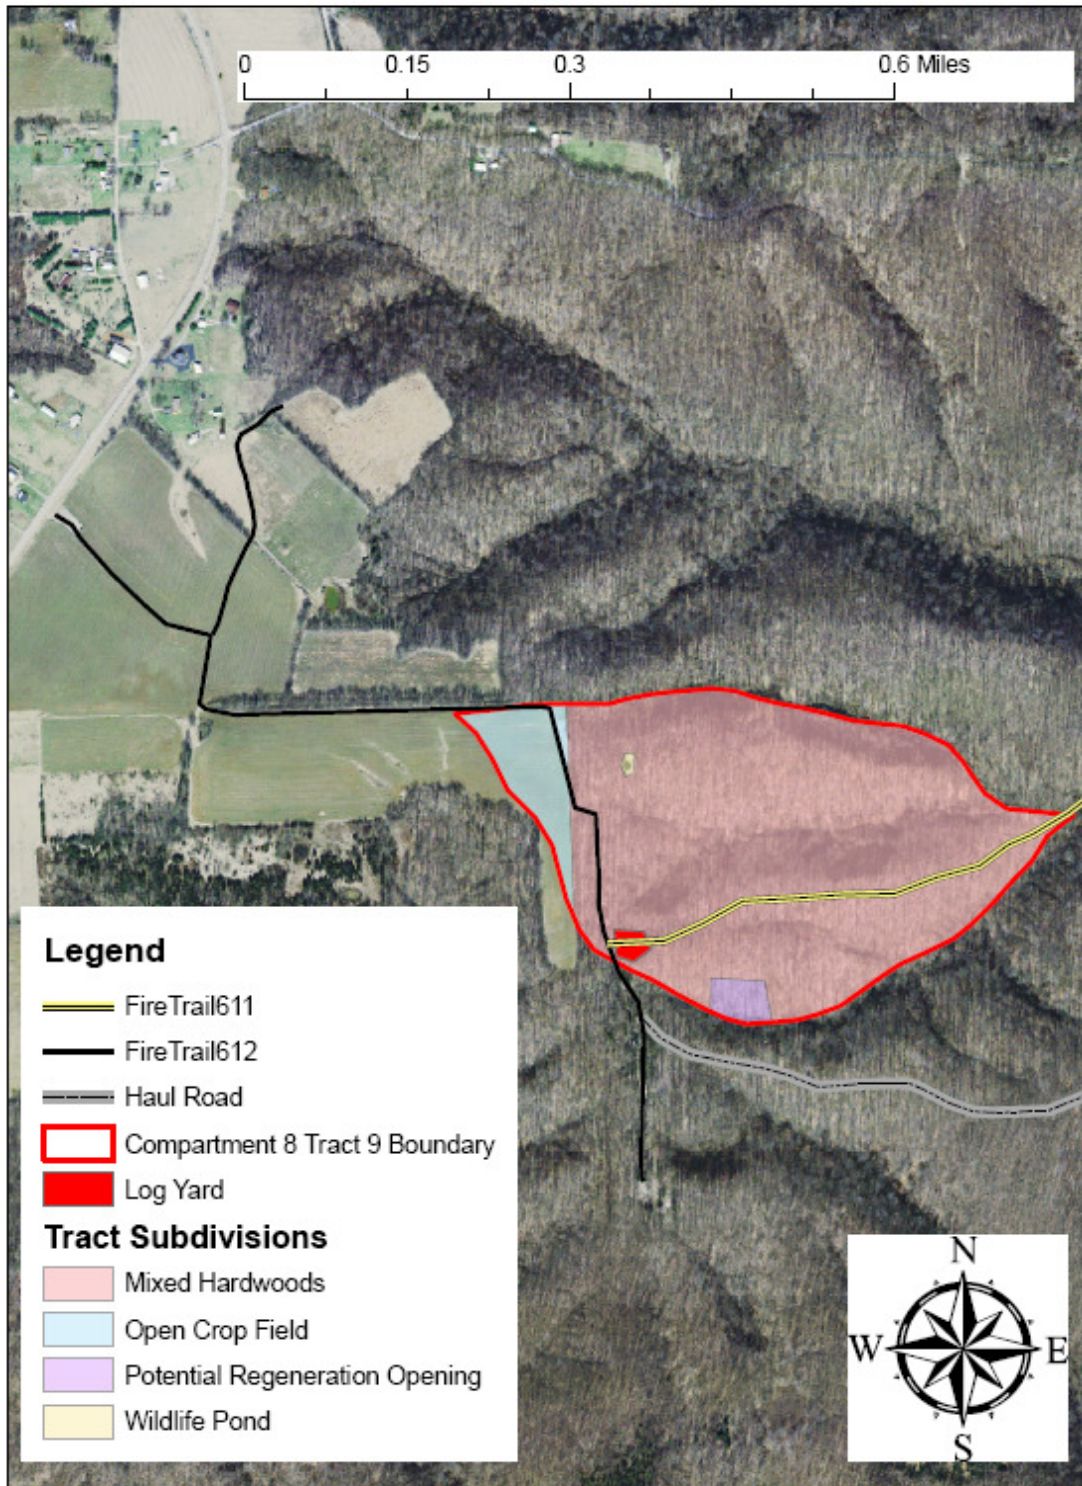 0 0.15 0.3 0.6 Miles
Legend
FireTrail611
FireTrail612
Haul Road
Compartment 8 Tract 9 Boundary
Log Yard
Tract Subdivisions
Mixed Hardwoods
Open Crop Field
Potential Regeneration Opening
Wildlife Pond
N
W E
S